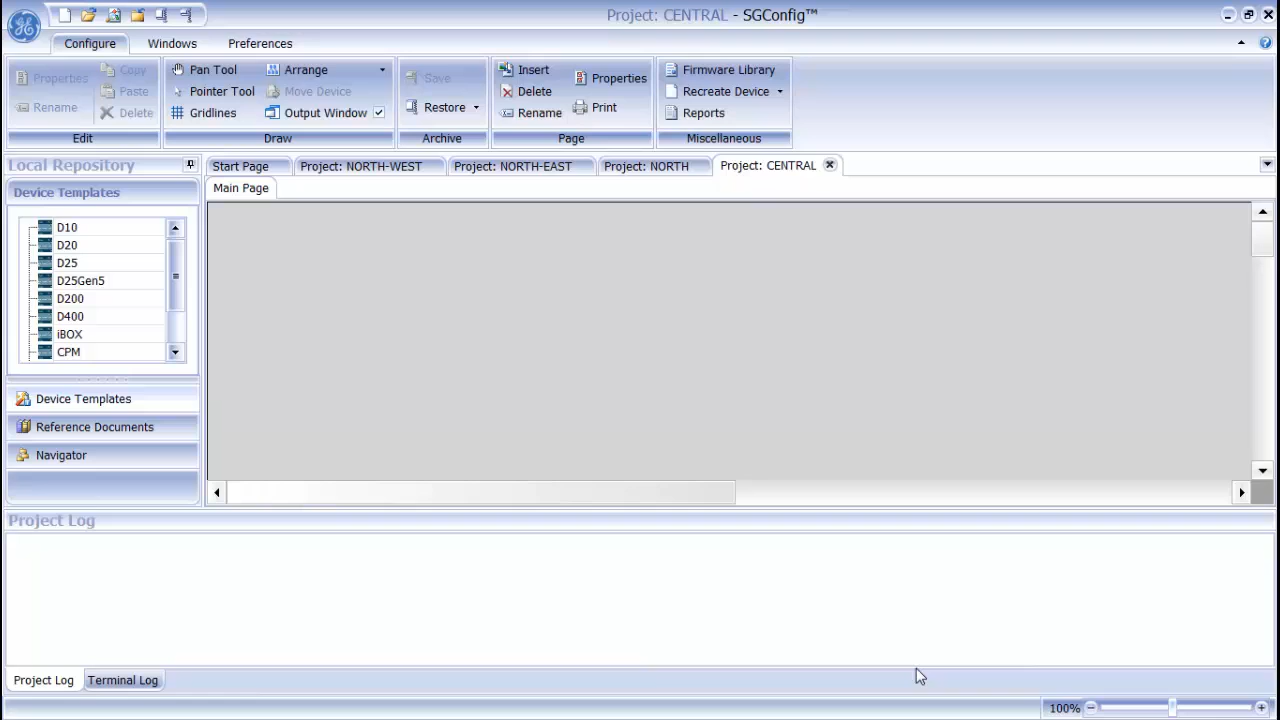 Project: CENTRAL - SGConfig™
Configure
Windows
Preferences
Properties
Copy
Pan Tool
Arrange
Save
Insert
Properties
Firmware Library
Paste
Pointer Tool
Move Device
Delete
Recreate Device
Rename
Delete
Gridlines
Output Window
Restore
Rename
Print
Reports
Edit
Draw
Archive
Page
Miscellaneous
Local Repository
Start Page
Project: NORTH-WEST
Project: NORTH-EAST
Project: NORTH
Project: CENTRAL
Device Templates
Main Page
D10
D20
D25
D25Gen5
D200
D400
iBOX
CPM
Device Templates
Reference Documents
Navigator
Project Log
Project Log
Terminal Log
100%